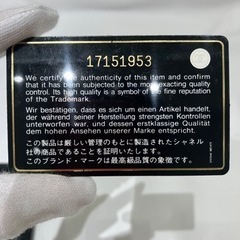 17151953
We certify the authenticity of this item and confirm
that it has been subjected to the most exacting quality
control. Its high quality is a symbol of the fine reputation
of the Trademark.
Wir bestätigen, dass es sich um einen Artikel handelt,
der während seiner Herstellung strengsten Kontrollen
unterworfen war, und dessen erstklassige Qualität
dem hohen Ansehen unserer Marke entspricht.
この製品は厳しい管理のもとに製造されたシャネル
社の商品であることを証明いたします。
このブランド・マークは最高級品質の象徴です。